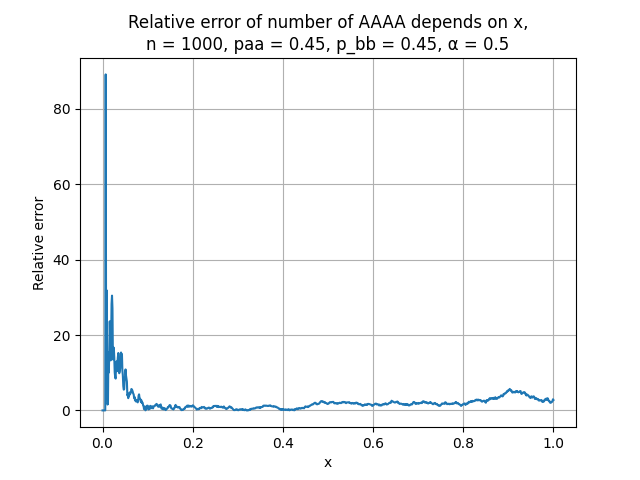 Relative error of number of AAAA depends on x,
n = 1000, paa = 0.45, p_bb = 0.45, α = 0.5
80
60
40
20
0
Relative error
0.0 0.2 0.4 0.6 0.8 1.0
x